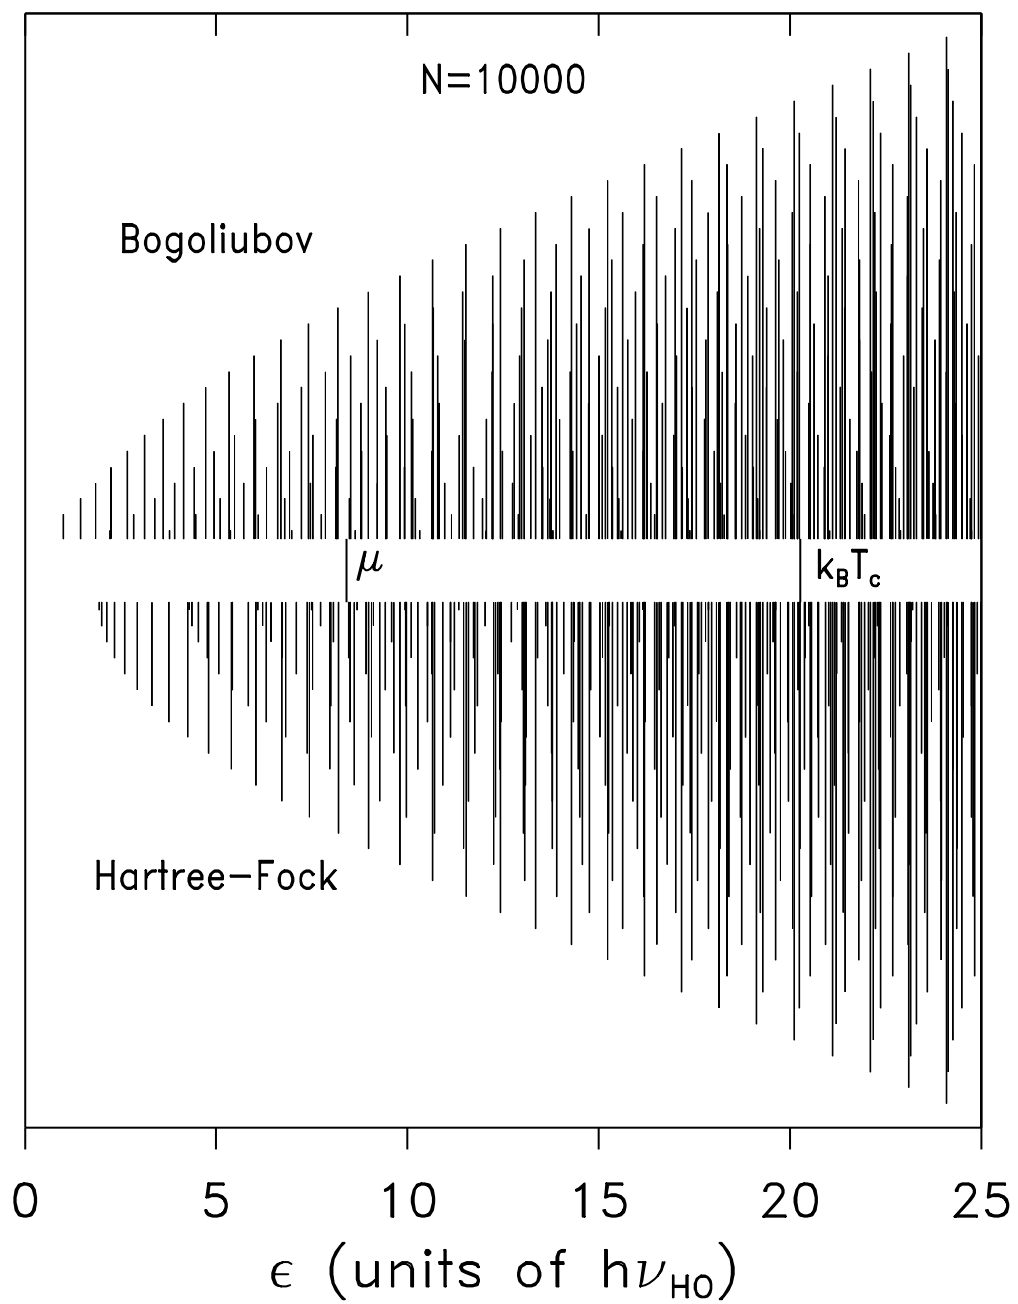 N=10000
Bogoliubov
μ
k_BT_c
Hartree-Fock
0 5 10 15 20 25
ϵ (units of hν_HO)